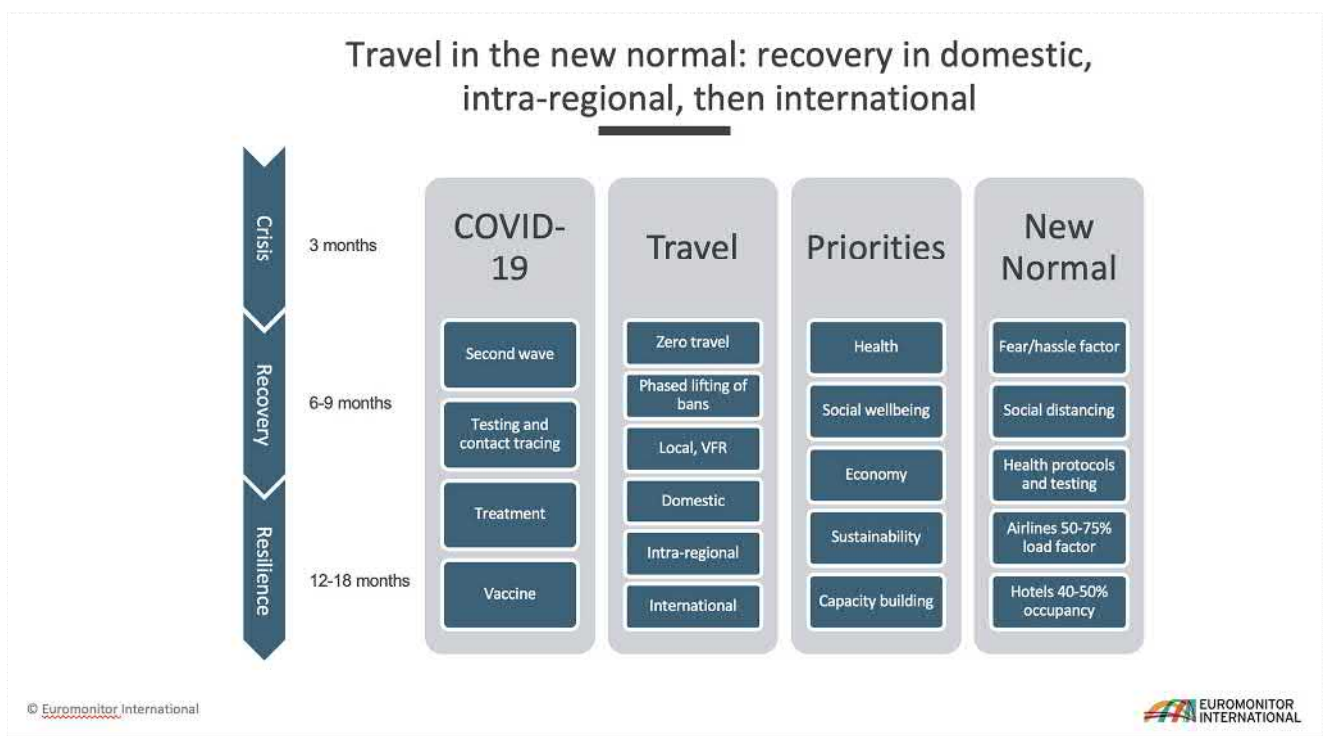 Travel in the new normal: recovery in domestic,
intra-regional, then international
Crisis
3 months
Recovery
6-9 months
Resilience
12-18 months
COVID-
19
Second wave
Testing and
contact tracing
Treatment
Vaccine
Travel
Zero travel
Phased lifting of
bans
Local, VFR
Domestic
Intra-regional
International
Priorities
Health
Social wellbeing
Economy
Sustainability
Capacity building
New
Normal
Fear/hassle factor
Social distancing
Health protocols
and testing
Airlines 50-75%
load factor
Hotels 40-50%
occupancy
© Euromonitor International
EUROMONITOR
INTERNATIONAL